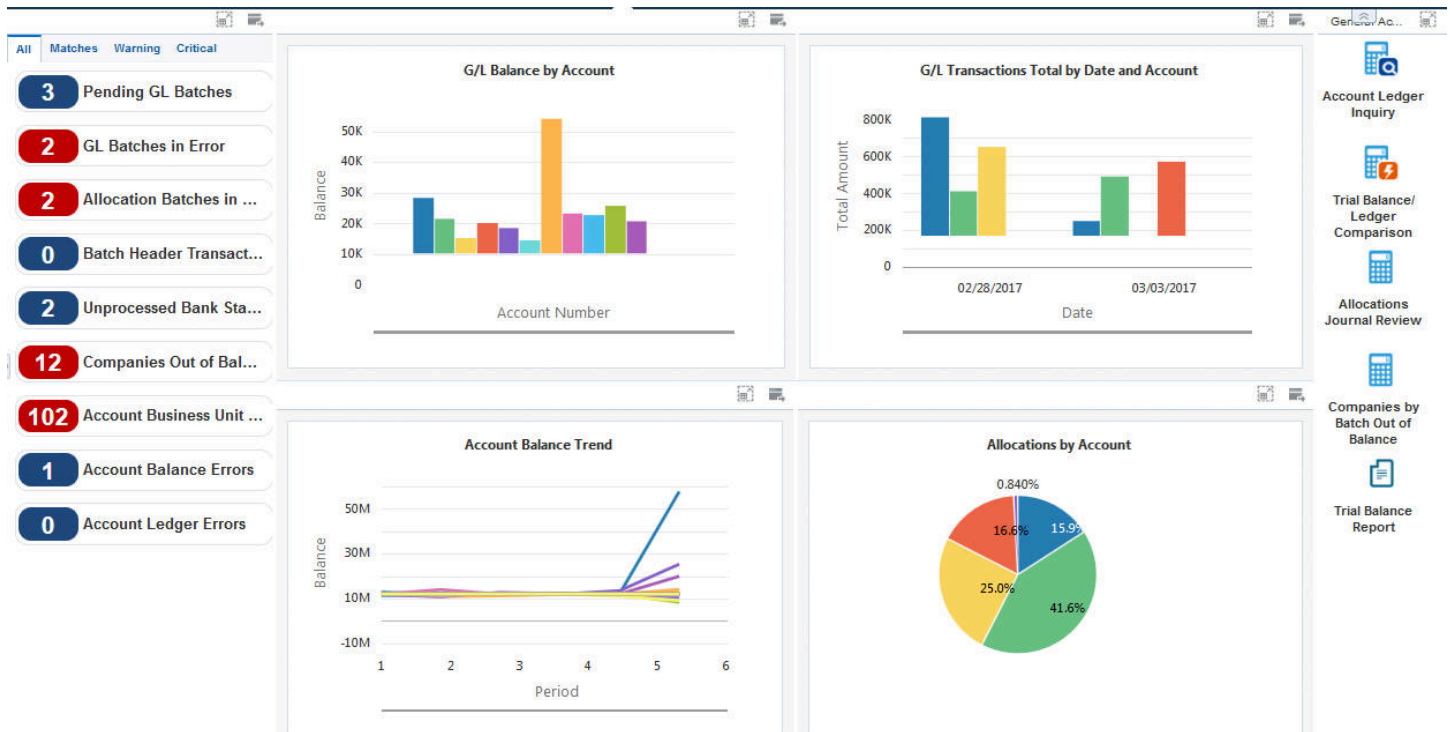 All Matches Warning Critical
3 Pending GL Batches
2 GL Batches in Error
2 Allocation Batches in ...
0 Batch Header Transact...
2 Unprocessed Bank Sta...
12 Companies Out of Bal...
102 Account Business Unit ...
1 Account Balance Errors
0 Account Ledger Errors
G/L Balance by Account
Balance
50K
40K
30K
20K
10K
0
Account Number
G/L Transactions Total by Date and Account
Total Amount
800K
600K
400K
200K
0
02/28/2017 03/03/2017
Date
Account Balance Trend
Balance
50M
30M
10M
-10M
1 2 3 4 5 6
Period
Allocations by Account
0.840%
16.6% 15.9%
25.0%
41.6%
Ac...
Account Ledger
Inquiry
Trial Balance/
Ledger
Comparison
Allocations
Journal Review
Companies by
Batch Out of
Balance
Trial Balance
Report